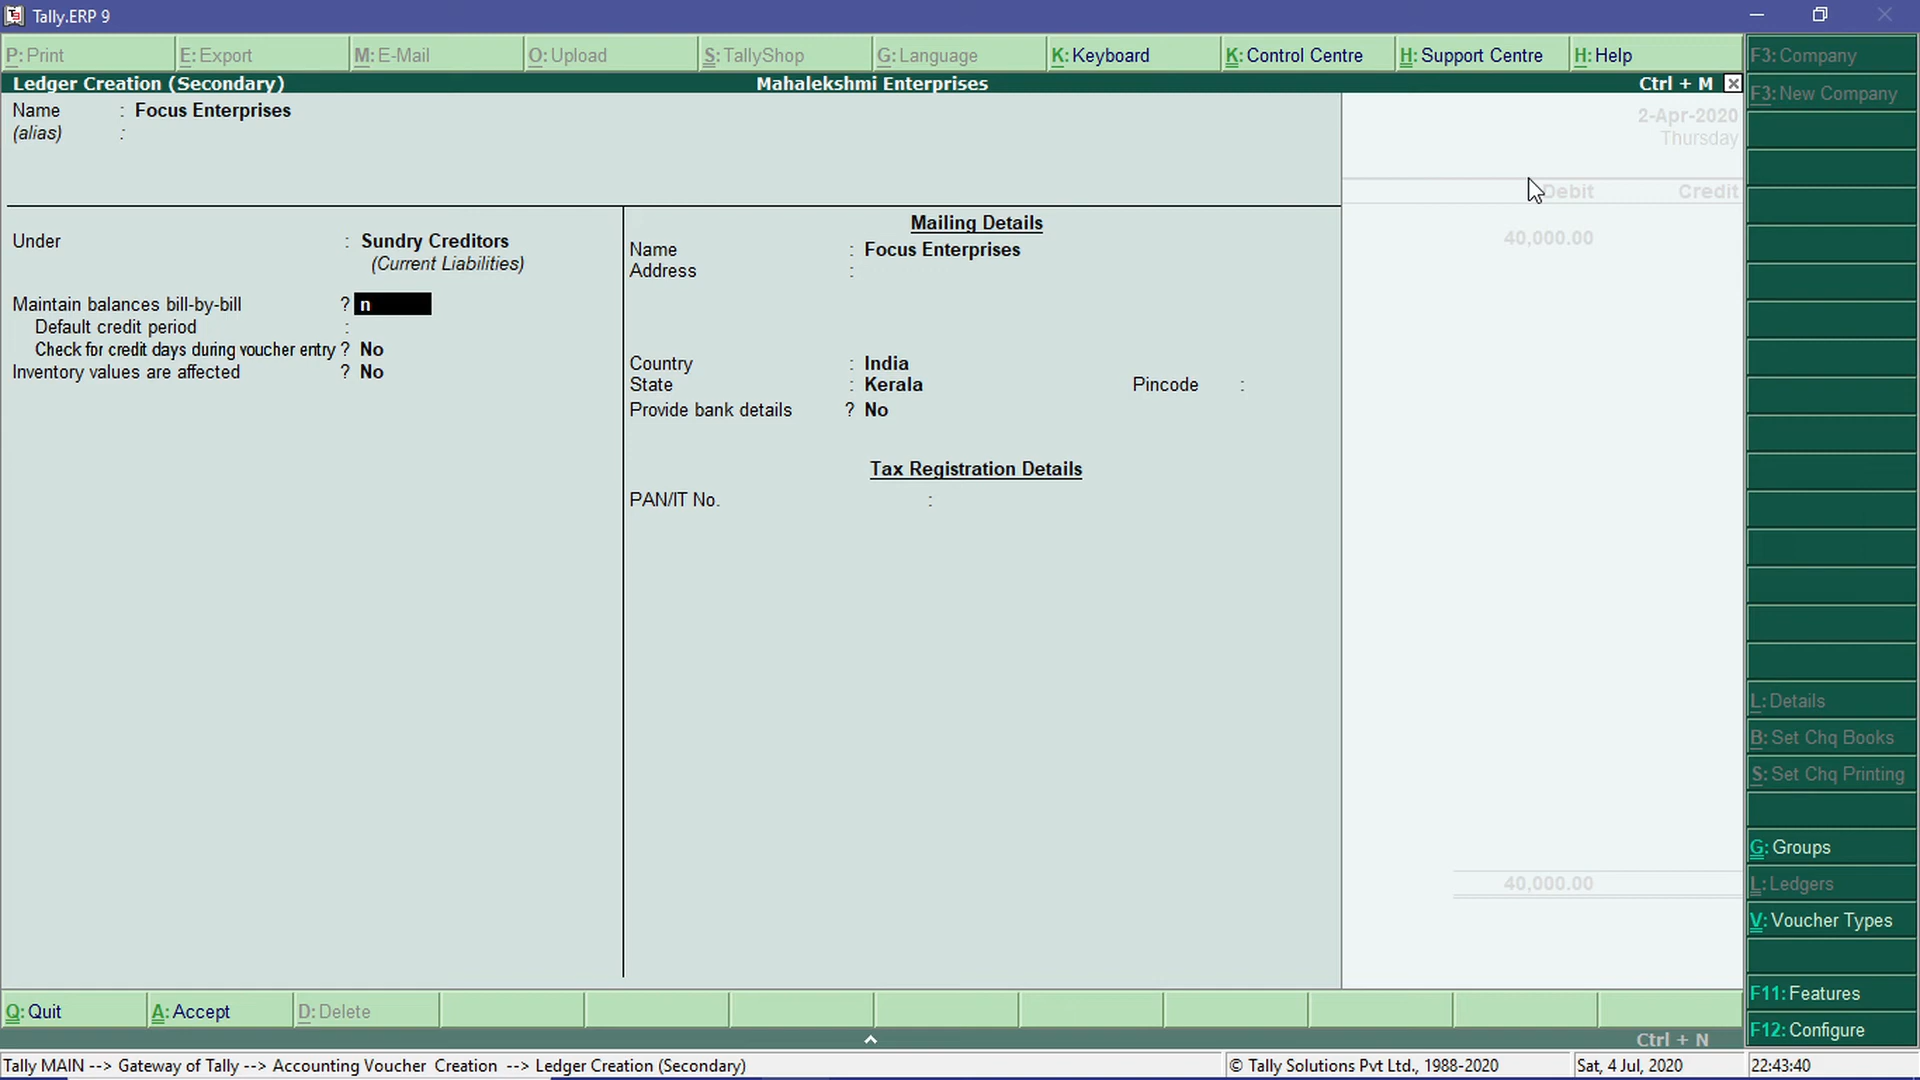 Tally.ERP 9
P: Print E: Export M: E-Mail O: Upload S: TallyShop G: Language K: Keyboard K: Control Centre H: Support Centre H: Help
F3: Company
Ledger Creation (Secondary) Mahalekshmi Enterprises Ctrl + M
F3: New Company
Name : Focus Enterprises
(alias) :
2-Apr-2020
Thursday
Debit Credit
40,000.00
Under : Sundry Creditors
(Current Liabilities)
Maintain balances bill-by-bill ? n
Default credit period :
Check for credit days during voucher entry ? No
Inventory values are affected ? No
Mailing Details
Name : Focus Enterprises
Address :
Country : India
State : Kerala Pincode :
Provide bank details ? No
Tax Registration Details
PAN/IT No. :
40,000.00
L: Details
B: Set Chq Books
S: Set Chq Printing
G: Groups
L: Ledgers
V: Voucher Types
F11: Features
F12: Configure
Q: Quit A: Accept D: Delete
Ctrl + N
Tally MAIN --> Gateway of Tally --> Accounting Voucher Creation --> Ledger Creation (Secondary) © Tally Solutions Pvt Ltd., 1988-2020 Sat, 4 Jul, 2020 22:43:40